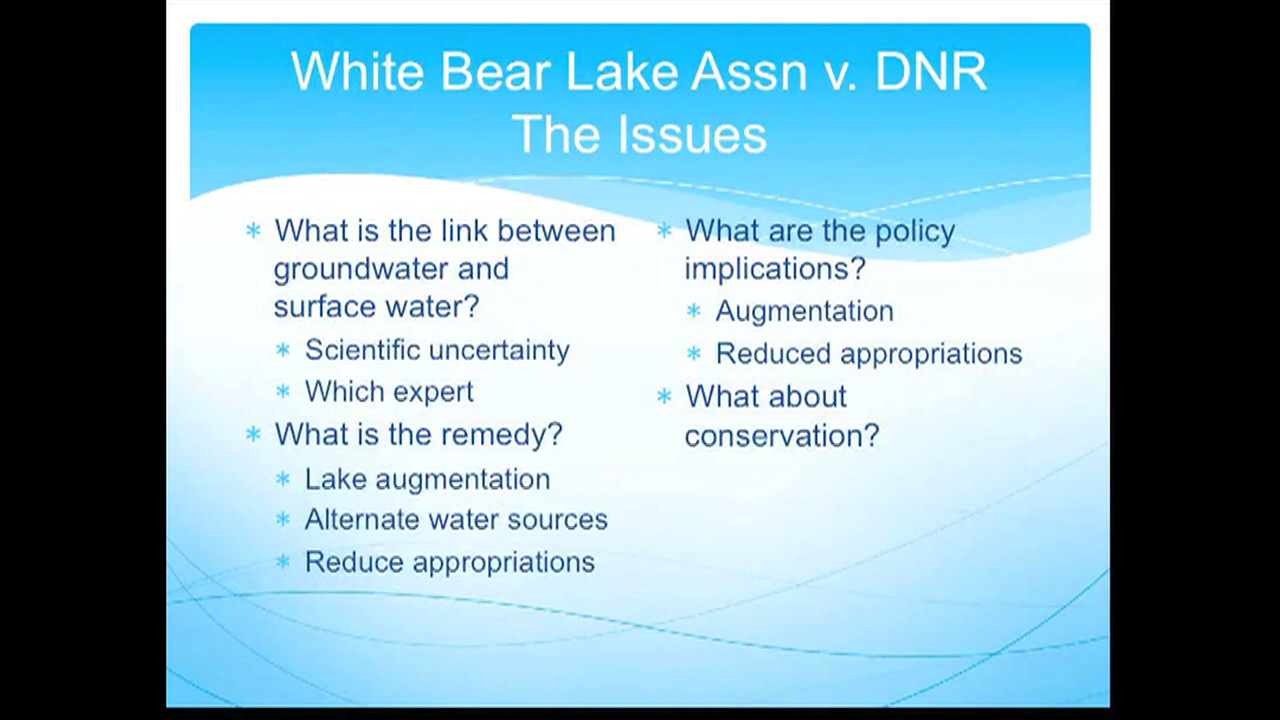 White Bear Lake Assn v. DNR
The Issues
* What is the link between
groundwater and
surface water?
* Scientific uncertainty
* Which expert
* What is the remedy?
* Lake augmentation
* Alternate water sources
* Reduce appropriations
* What are the policy
implications?
* Augmentation
* Reduced appropriations
* What about
conservation?